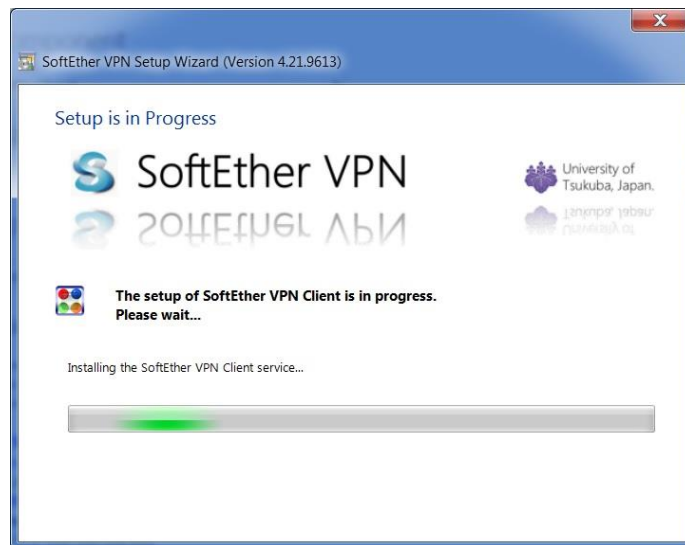 SoftEther VPN Setup Wizard (Version 4.21.9613)
Setup is in Progress
SoftEther VPN
University of
Tsukuba, Japan.
The setup of SoftEther VPN Client is in progress.
Please wait...
Installing the SoftEther VPN Client service...